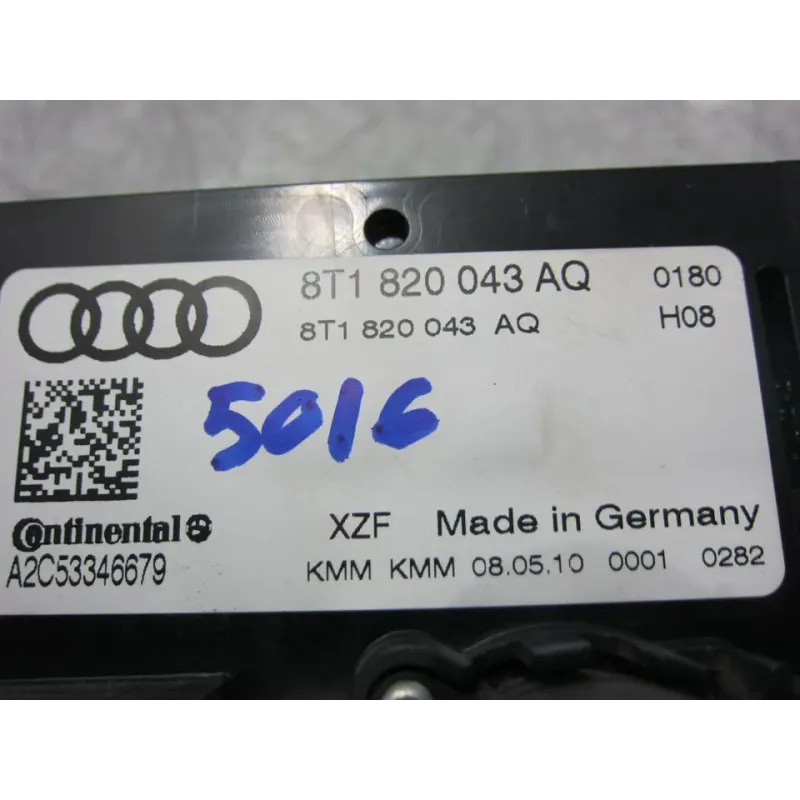 8T1 820 043 AQ 0180
8T1 820 043 AQ H08
5016
Continental XZF Made in Germany
A2C53346679 KMM KMM 08.05.10 0001 0282